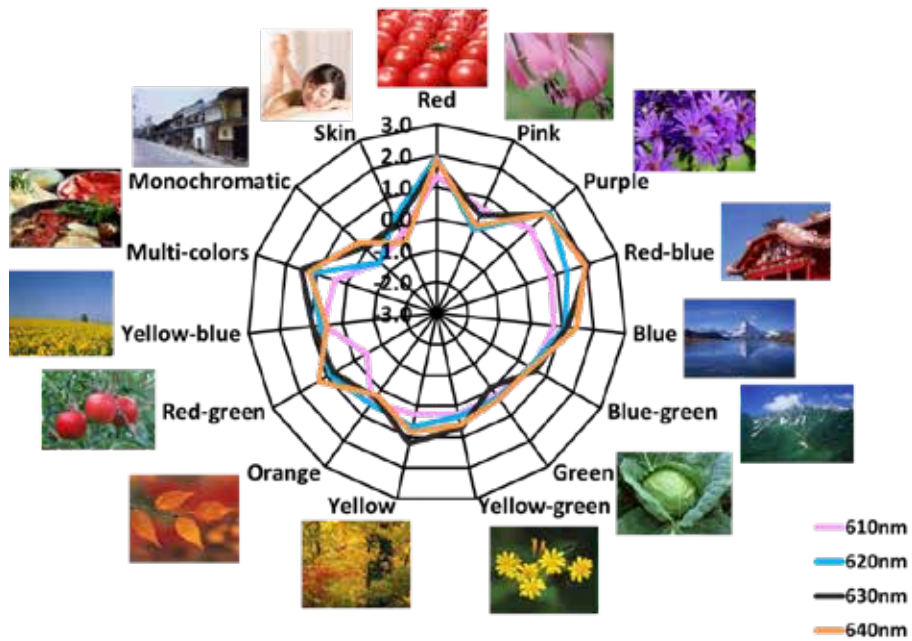 Red
Pink
Purple
Red-blue
Blue
Blue-green
Green
Yellow-green
Yellow
Orange
Red-green
Yellow-blue
Multi-colors
Monochromatic
Skin
3.0
2.0
1.0
0.0
-1.0
-2.0
-3.0
610nm
620nm
630nm
640nm